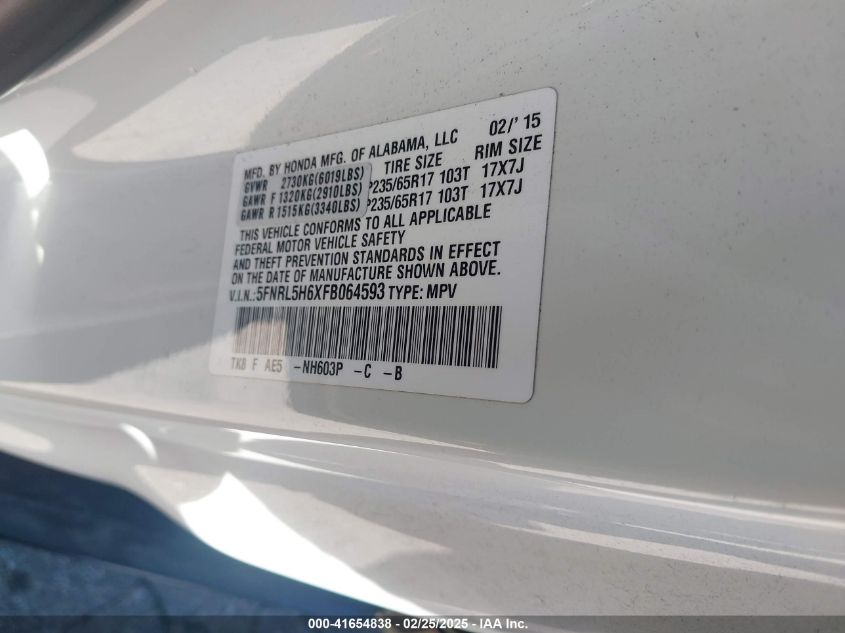 MFD. BY HONDA MFG. OF ALABAMA, LLC 02/' 15
GVWR 2730KG(6019LBS) TIRE SIZE RIM SIZE
GAWR F 1320KG(2910LBS) P235/65R17 103T 17X7J
GAWR R 1515KG(3340LBS) P235/65R17 103T 17X7J
THIS VEHICLE CONFORMS TO ALL APPLICABLE
FEDERAL MOTOR VEHICLE SAFETY
AND THEFT PREVENTION STANDARDS IN EFFECT
ON THE DATE OF MANUFACTURE SHOWN ABOVE.
V.I.N.:5FNRL5H6XFB064593 TYPE: MPV
TK8 F AE5 -NH603P -C -B
000-41654838 - 02/25/2025 - IAA Inc.